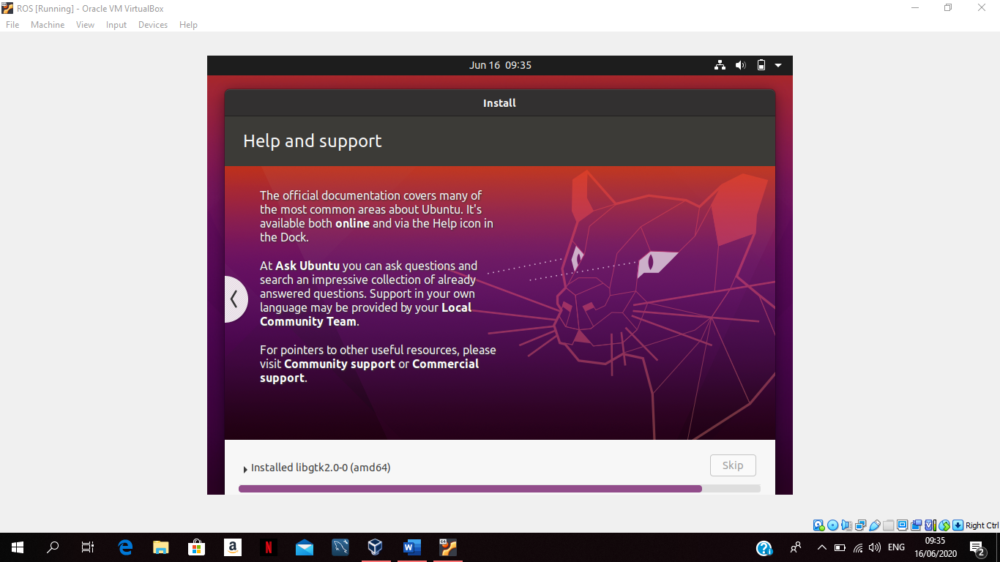 ROS [Running] - Oracle VM VirtualBox
File Machine View Input Devices Help
Jun 16 09:35
Install
Help and support
The official documentation covers many of
the most common areas about Ubuntu. It's
available both online and via the Help icon in
the Dock.
At Ask Ubuntu you can ask questions and
search an impressive collection of already
answered questions. Support in your own
language may be provided by your Local
Community Team.
For pointers to other useful resources, please
visit Community support or Commercial
support.
Installed libgtk2.0-0 (amd64)
Skip
Right Ctrl
ENG
09:35
16/06/2020
2